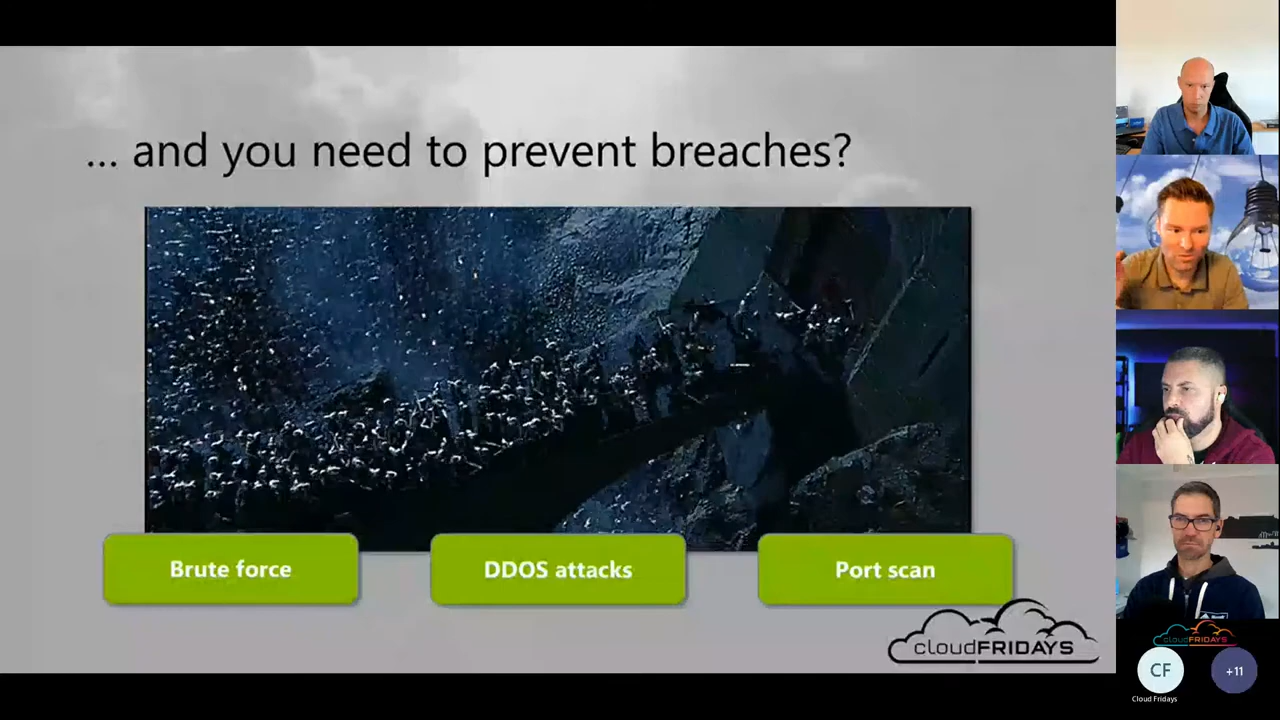 ... and you need to prevent breaches?
Brute force
DDOS attacks
Port scan
cloudFRIDAYS
cloudFRIDAYS
CF
+11
Cloud Fridays